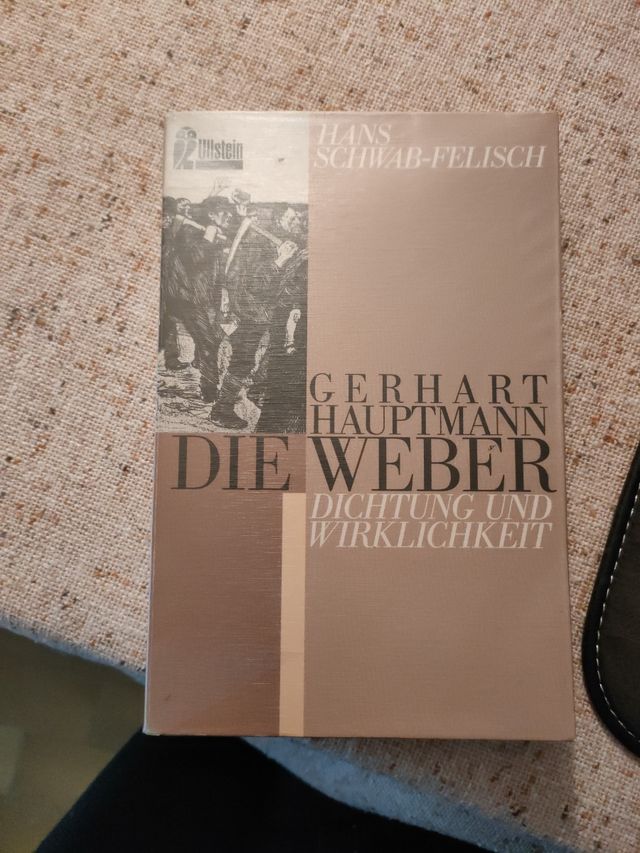 Ullstein
HANS
SCHWAB-FELISCH
GERHART
HAUPTMANN
DIE WEBER
DICHTUNG UND
WIRKLICHKEIT